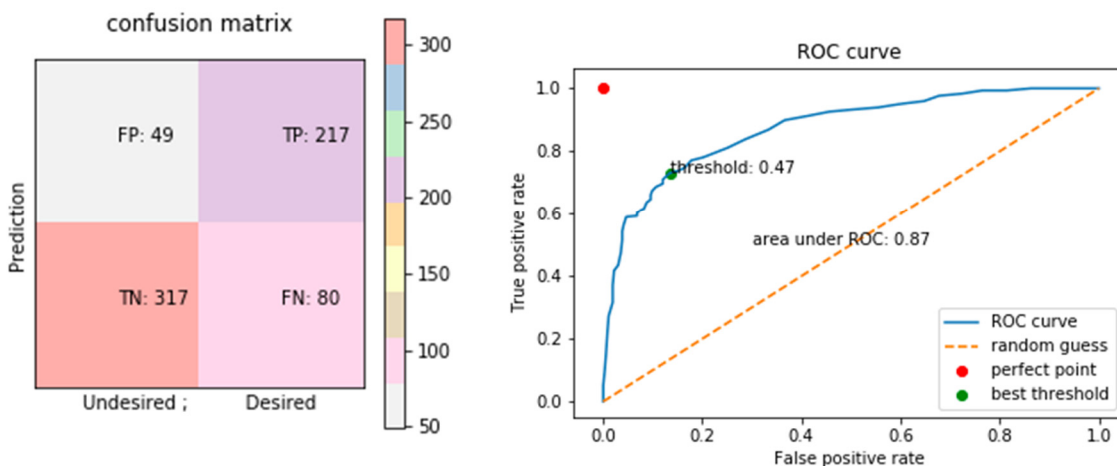 confusion matrix
FP: 49
TP: 217
TN: 317
FN: 80
Prediction
Undesired ; Desired
300
250
200
150
100
50
ROC curve
1.0
0.8
0.6
0.4
0.2
0.0
True positive rate
threshold: 0.47
area under ROC: 0.87
ROC curve
random guess
perfect point
best threshold
0.0 0.2 0.4 0.6 0.8 1.0
False positive rate